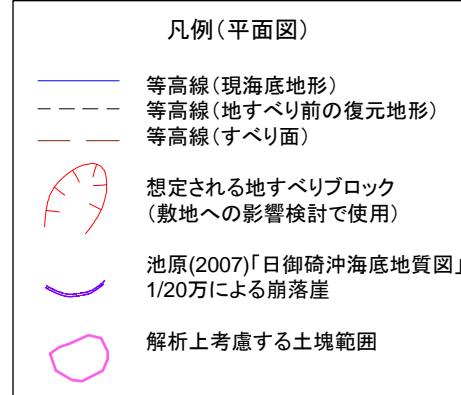 凡例(平面図)
等高線(現海底地形)
等高線(地すべり前の復元地形)
等高線(すべり面)
想定される地すべりブロック
(敷地への影響検討で使用)
池原(2007)「日御碕沖海底地質図」
1/20万による崩落崖
解析上考慮する土塊範囲